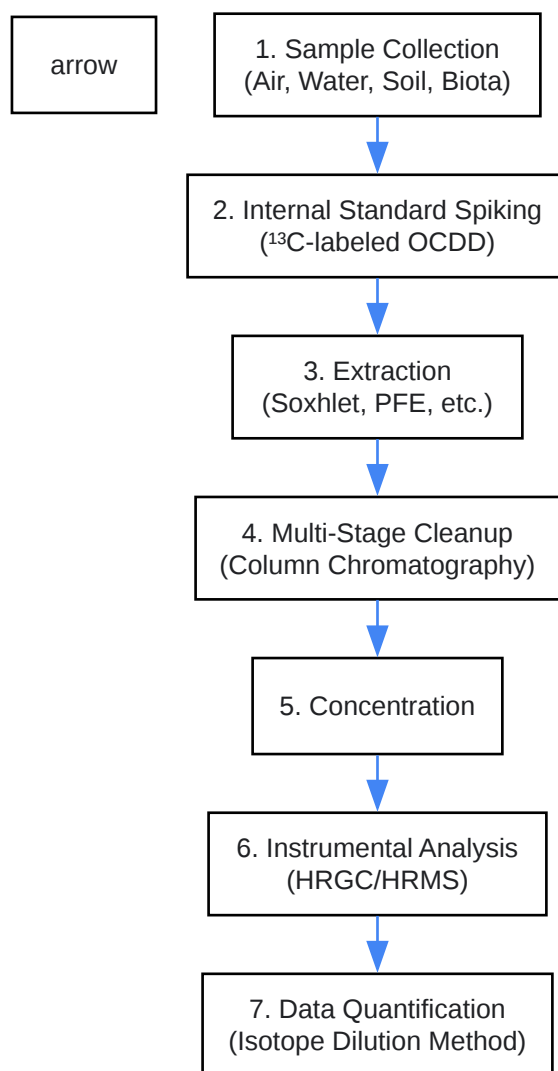 arrow
1. Sample Collection
(Air, Water, Soil, Biota)
2. Internal Standard Spiking
(¹³C-labeled OCDD)
3. Extraction
(Soxhlet, PFE, etc.)
4. Multi-Stage Cleanup
(Column Chromatography)
5. Concentration
6. Instrumental Analysis
(HRGC/HRMS)
7. Data Quantification
(Isotope Dilution Method)